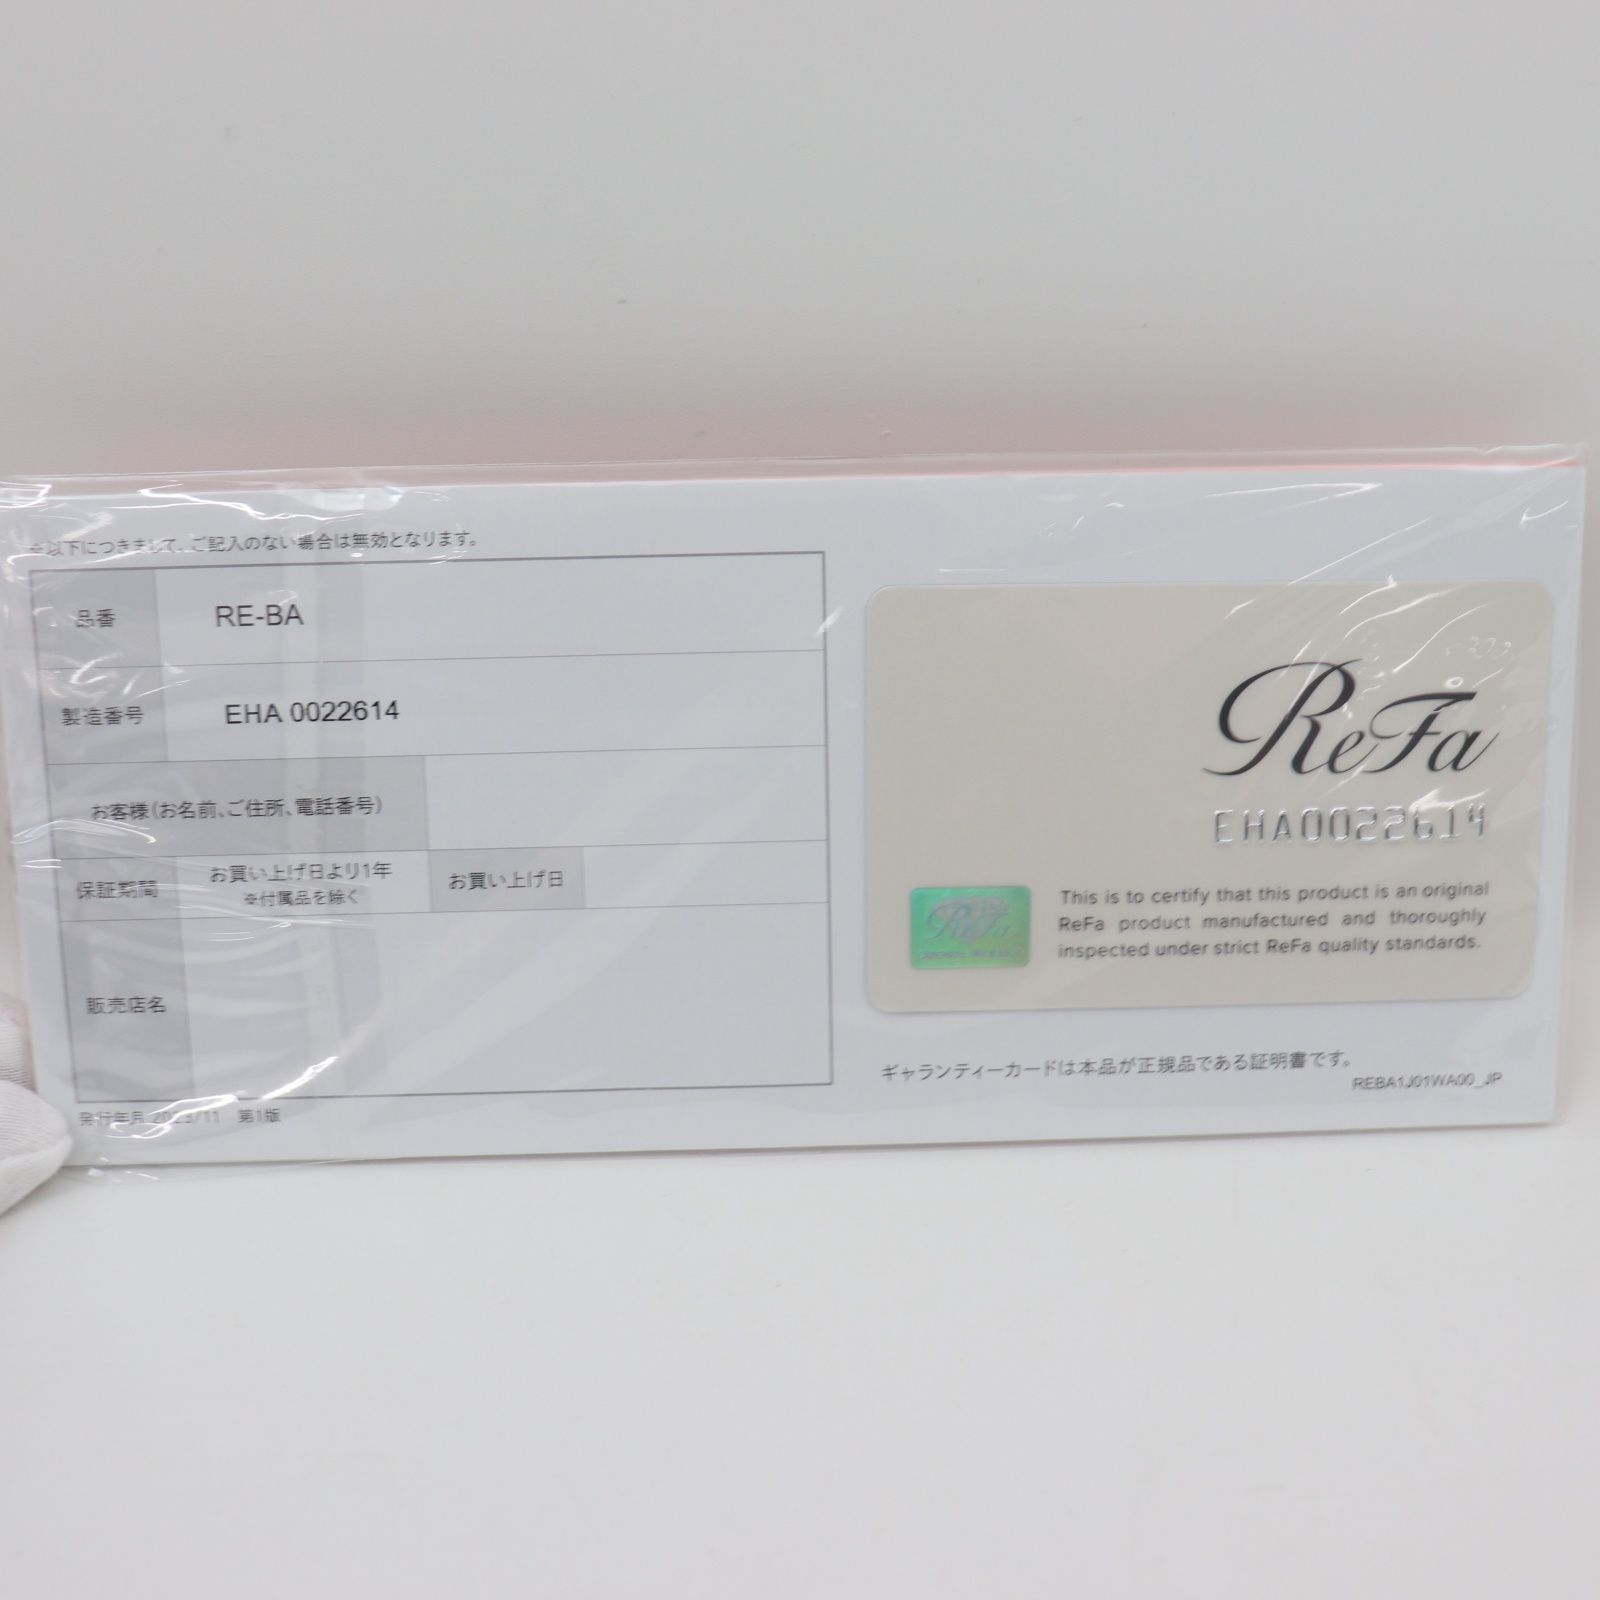 ※以下につきまして、ご記入のない場合は無効となります。
品番 RE-BA
製造番号 EHA 0022614
お客様(お名前、ご住所、電話番号)
保証期間 お買い上げ日より1年 お買い上げ日
※付属品を除く
販売店名
発行年月 2023/11 第1版
ReFa
EHA0022614
ReFa
This is to certify that this product is an original
ReFa product manufactured and thoroughly
inspected under strict ReFa quality standards.
ギャランティーカードは本品が正規品である証明書です。
REBA1J01WA00_JP